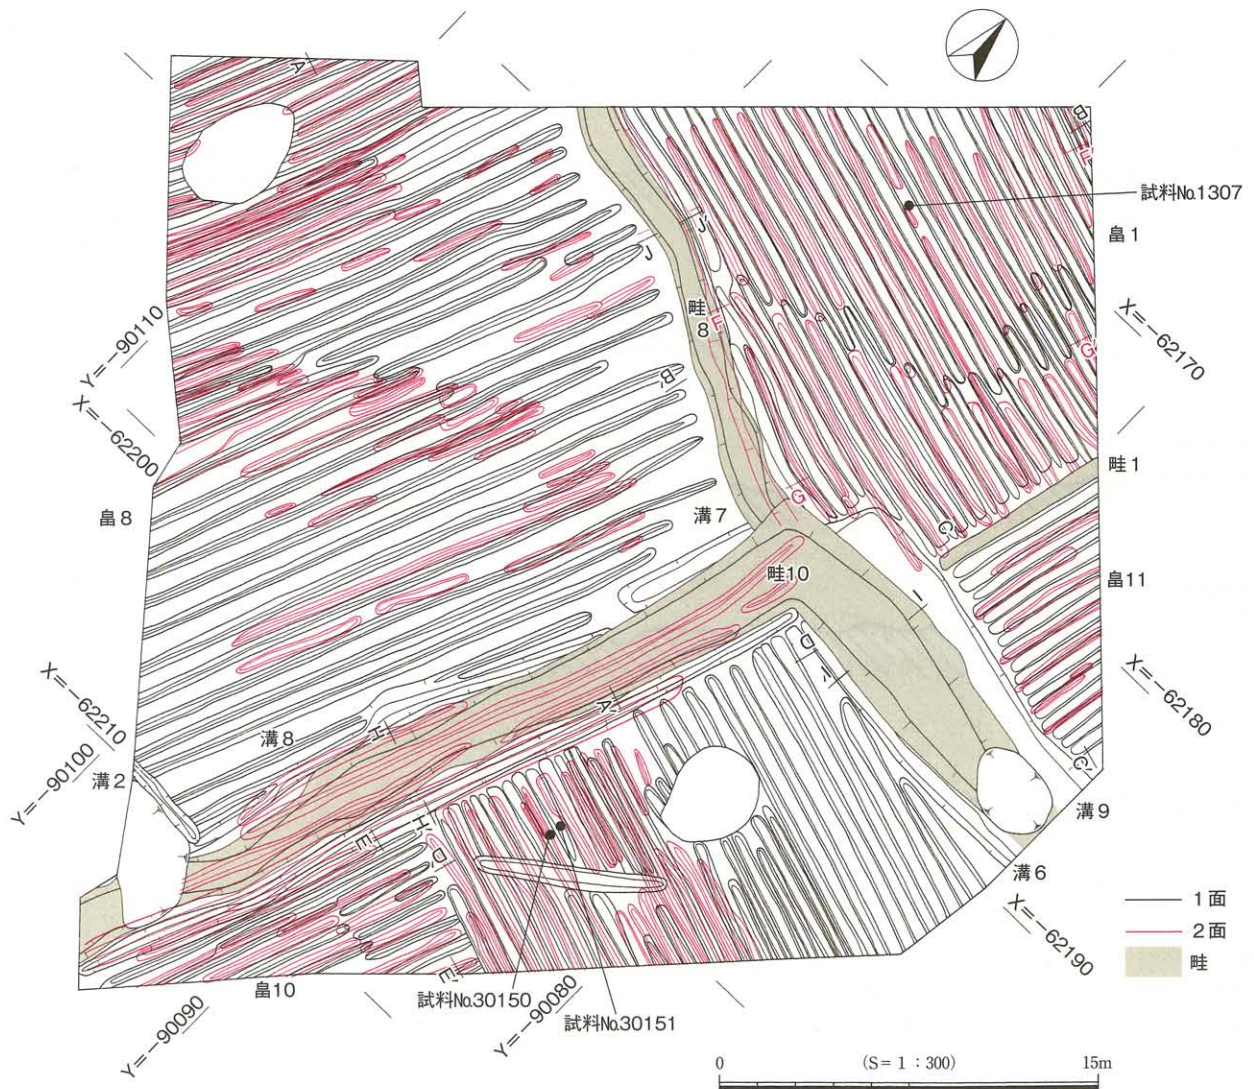 A
B
E'
試料No.1307
畠1
J'
J
Y=-90110
畦
8
F
X=-62170
G'
X=-62200
B'
畦1
畠8
G
溝7
C
畦10
畠11
I
D
I'
X=-62180
X=-62210
A'
H
溝8
C'
Y=-90100
溝2
溝9
H'
E
D'
溝6
1面
X=-62190
2面
畦
E'
畠10
試料No.30150
Y=-90090
Y=-90080
試料No.30151
0
(S=1:300)
15m